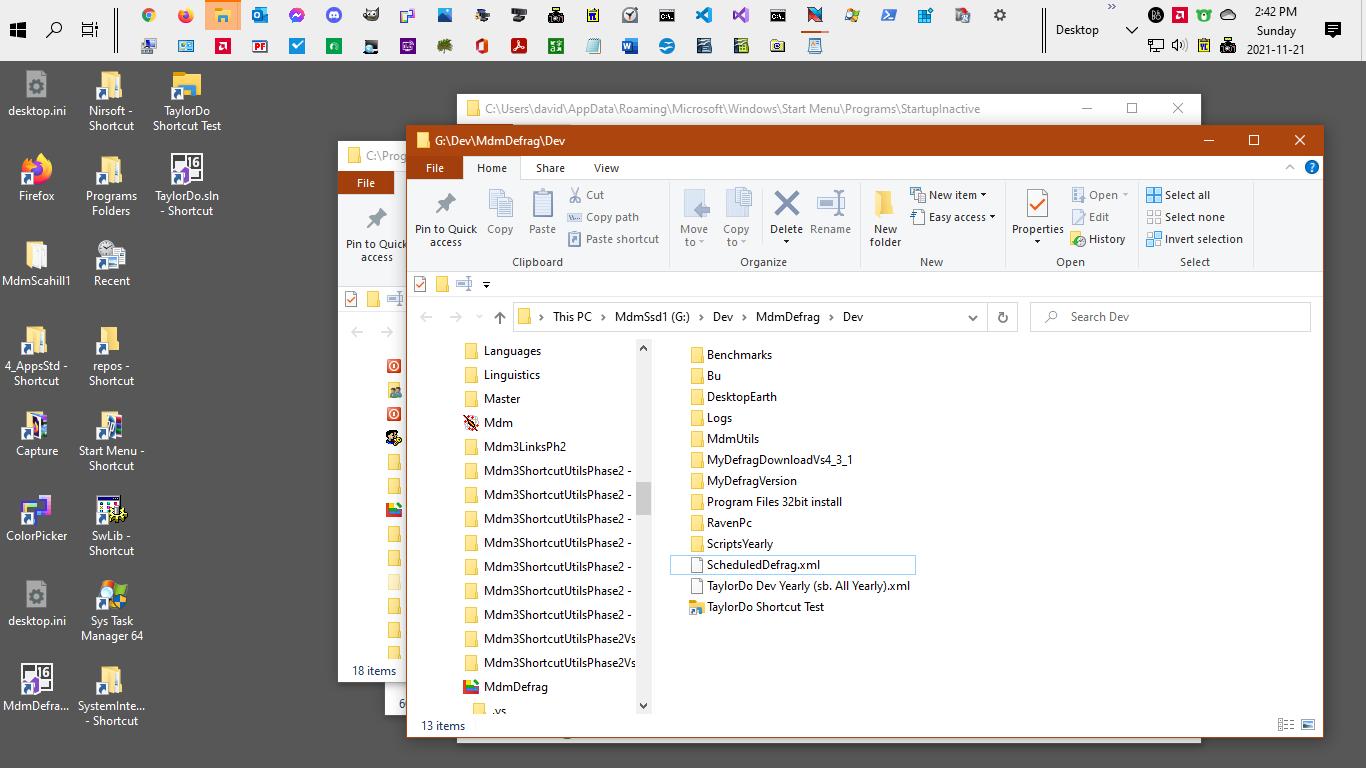 Desktop
»
2:42 PM
Sunday
2021-11-21
desktop.ini
Nirsoft -
Shortcut
TaylorDo
Shortcut Test
Firefox
Programs
Folders
TaylorDo.sln
- Shortcut
MdmScahill1
Recent
4_AppsStd -
Shortcut
repos -
Shortcut
Capture
Start Menu -
Shortcut
ColorPicker
SwLib -
Shortcut
desktop.ini
Sys Task
Manager 64
MdmDefra...
SystemInte...
- Shortcut
C:\Users\david\AppData\Roaming\Microsoft\Windows\Start Menu\Programs\StartupInactive
C:\Prog
File
Pin to Quick
access
18 items
6
G:\Dev\MdmDefrag\Dev
File
Home
Share
View
Pin to Quick
access
Copy
Paste
Cut
Copy path
Paste shortcut
Clipboard
Move
to
Copy
to
Delete
Rename
Organize
New
folder
New item
Easy access
New
Properties
Open
Edit
History
Open
Select all
Select none
Invert selection
Select
This PC > MdmSsd1 (G:) > Dev > MdmDefrag > Dev
Search Dev
Languages
Linguistics
Master
Mdm
Mdm3LinksPh2
Mdm3ShortcutUtilsPhase2 -
Mdm3ShortcutUtilsPhase2 -
Mdm3ShortcutUtilsPhase2 -
Mdm3ShortcutUtilsPhase2 -
Mdm3ShortcutUtilsPhase2 -
Mdm3ShortcutUtilsPhase2 -
Mdm3ShortcutUtilsPhase2 -
Mdm3ShortcutUtilsPhase2Vs
Mdm3ShortcutUtilsPhase2Vs
MdmDefrag
.vs
Benchmarks
Bu
DesktopEarth
Logs
MdmUtils
MyDefragDownloadVs4_3_1
MyDefragVersion
Program Files 32bit install
RavenPc
ScriptsYearly
ScheduledDefrag.xml
TaylorDo Dev Yearly (sb. All Yearly).xml
TaylorDo Shortcut Test
13 items